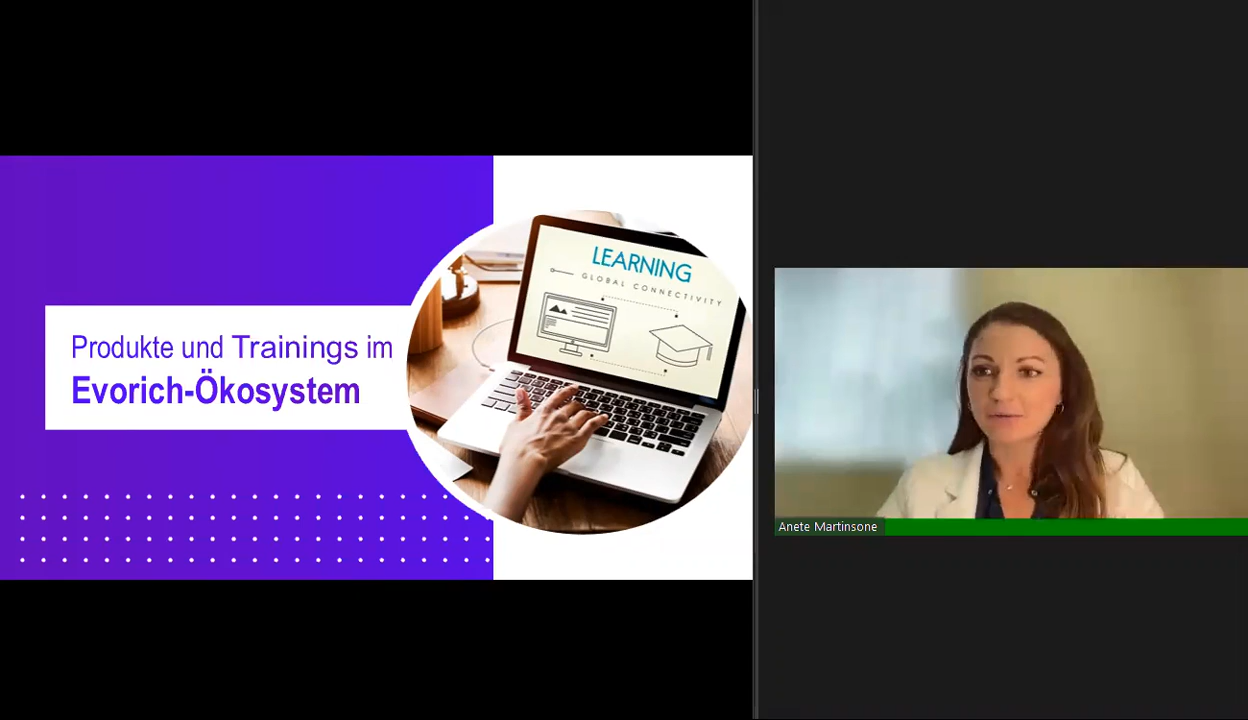 Produkte und Trainings im
Evorich-Ökosystem
LEARNING
GLOBAL CONNECTIVITY
Anete Martinsone